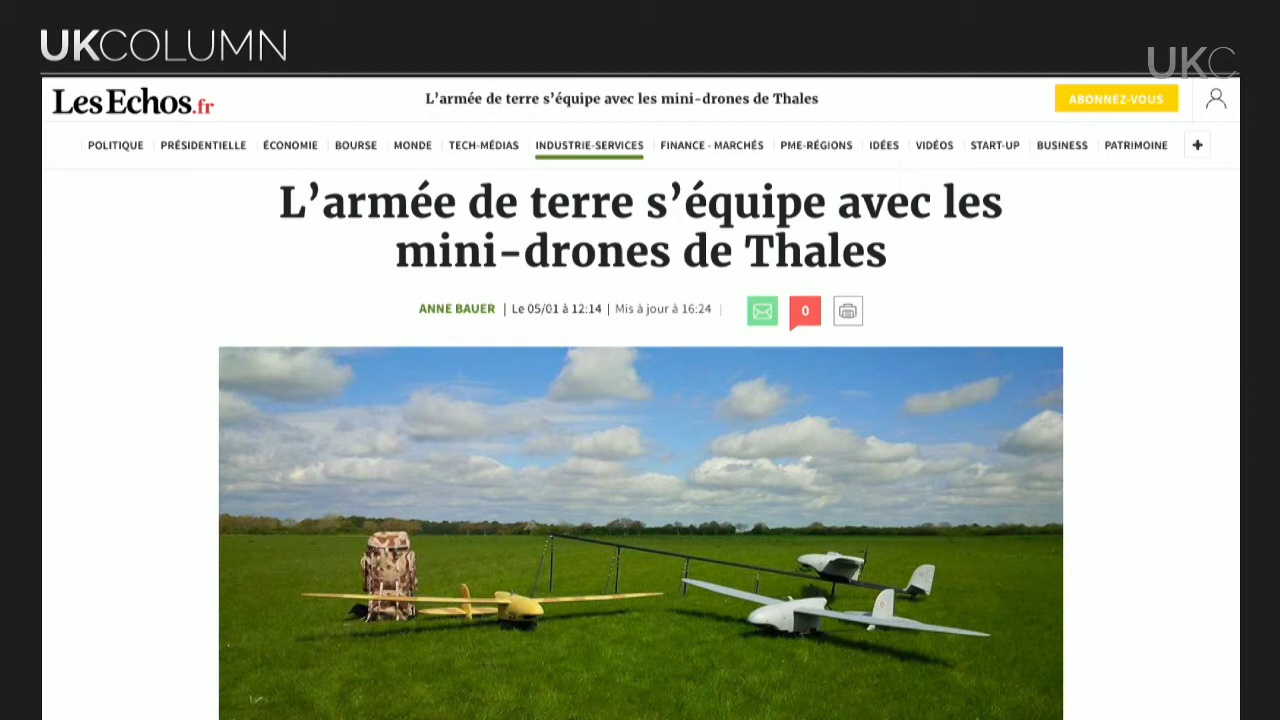 UKCOLUMN
UKC
LesEchos.fr
L’armée de terre s’équipe avec les mini-drones de Thales
ABONNEZ-VOUS
POLITIQUE PRÉSIDENTIELLE ÉCONOMIE BOURSE MONDE TECH-MÉDIAS INDUSTRIE-SERVICES FINANCE - MARCHÉS PME-RÉGIONS IDÉES VIDÉOS START-UP BUSINESS PATRIMOINE +
L’armée de terre s’équipe avec les
mini-drones de Thales
ANNE BAUER | Le 05/01 à 12:14 | Mis à jour à 16:24 |
0